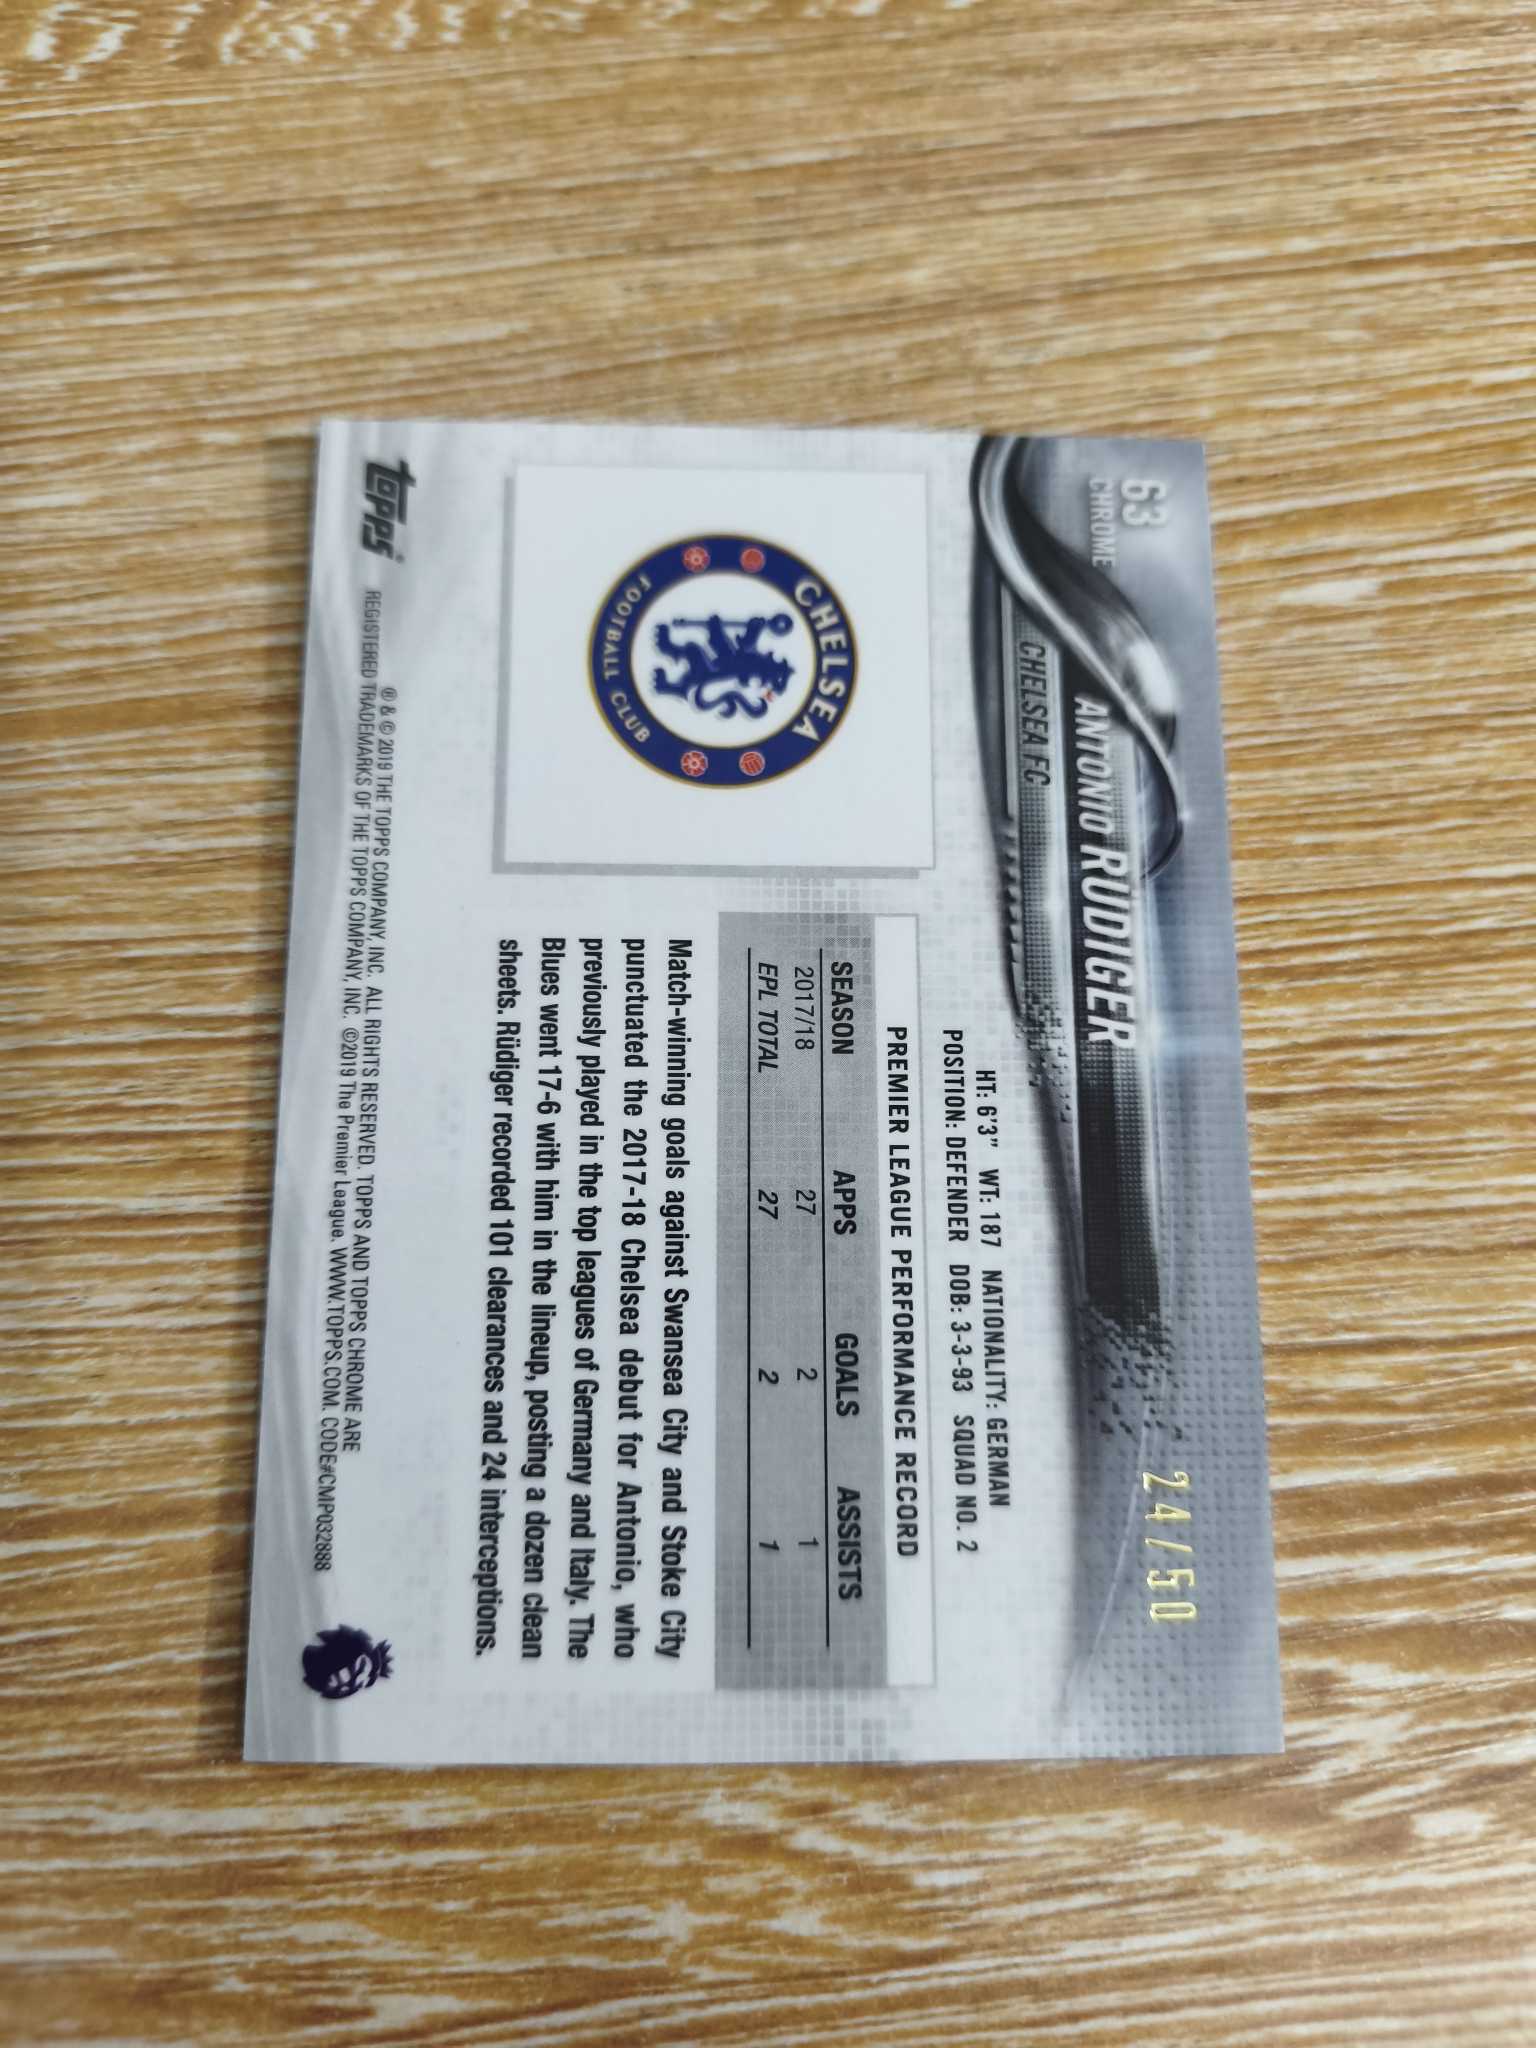 63
CHROME
ANTONIO RÜDIGER
CHELSEA FC
24/50
HT: 6'3" WT: 187 NATIONALITY: GERMAN
POSITION: DEFENDER DOB: 3-3-93 SQUAD NO. 2
CHELSEA
FOOTBALL CLUB
PREMIER LEAGUE PERFORMANCE RECORD
SEASON APPS GOALS ASSISTS
2017/18 27 2 1
EPL TOTAL 27 2 1
Match-winning goals against Swansea City and Stoke City
punctuated the 2017-18 Chelsea debut for Antonio, who
previously played in the top leagues of Germany and Italy. The
Blues went 17-6 with him in the lineup, posting a dozen clean
sheets. Rüdiger recorded 101 clearances and 24 interceptions.
topps
® & © 2019 THE TOPPS COMPANY, INC. ALL RIGHTS RESERVED. TOPPS AND TOPPS CHROME ARE
REGISTERED TRADEMARKS OF THE TOPPS COMPANY, INC. ©2019 The Premier League. WWW.TOPPS.COM. CODE#CMP032888